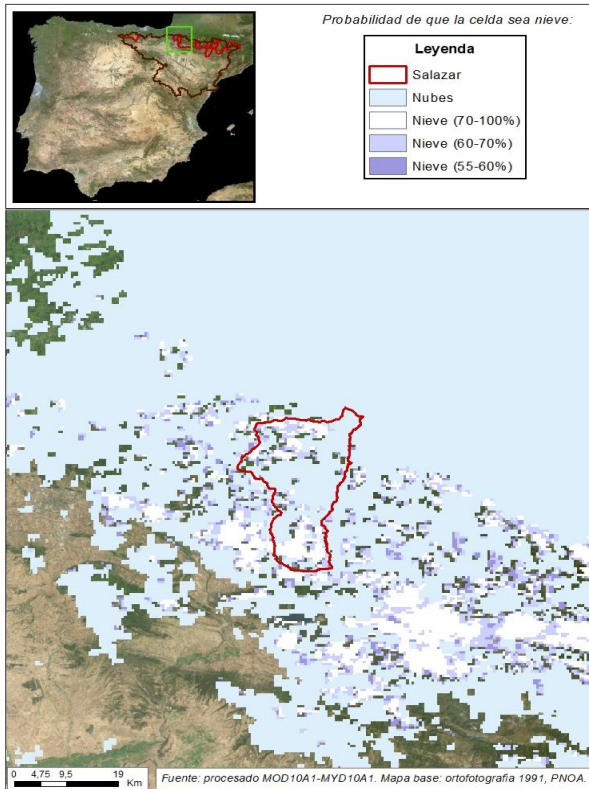 Probabilidad de que la celda sea nieve:
Leyenda
Salazar
Nubes
Nieve (70-100%)
Nieve (60-70%)
Nieve (55-60%)
0 4,75 9,5 19
Km
Fuente: procesado MOD10A1-MYD10A1. Mapa base: ortofotografia 1991, PNOA.